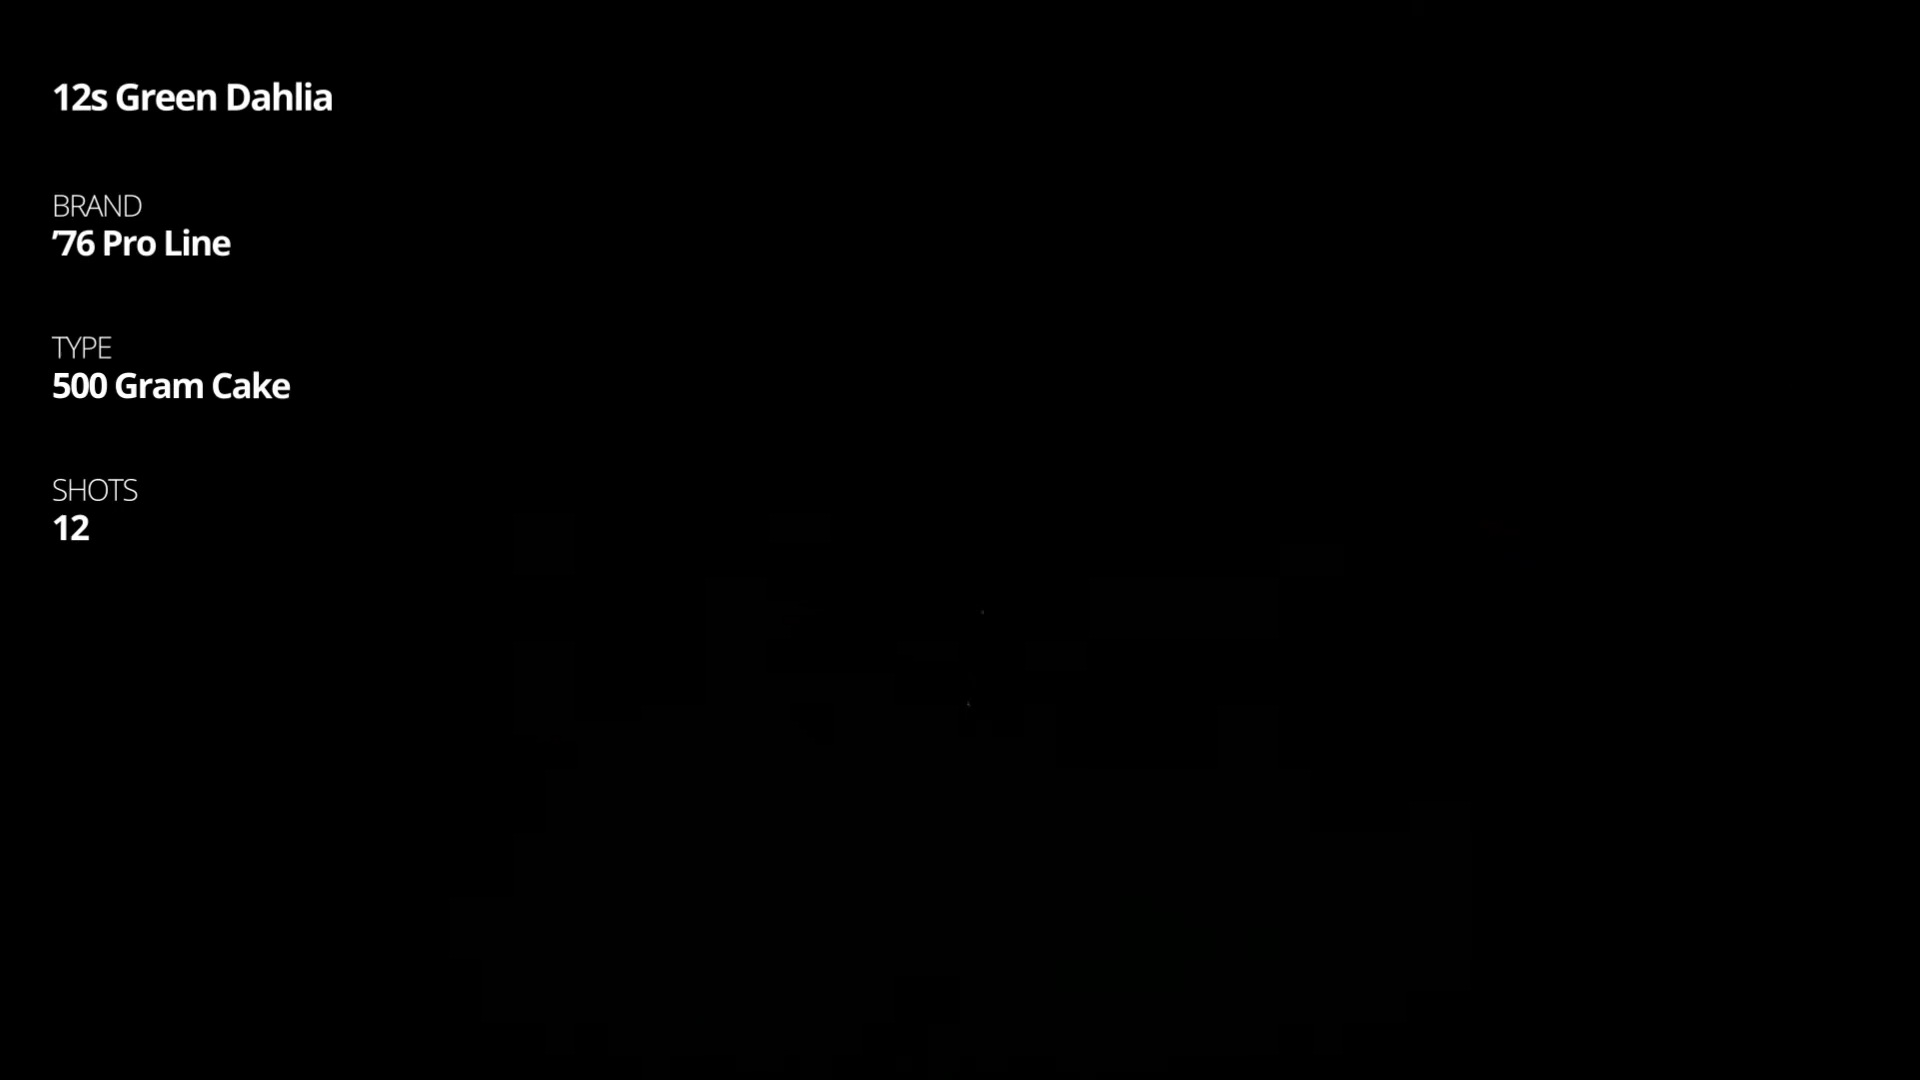 12s Green Dahlia
BRAND
'76 Pro Line
TYPE
500 Gram Cake
SHOTS
12